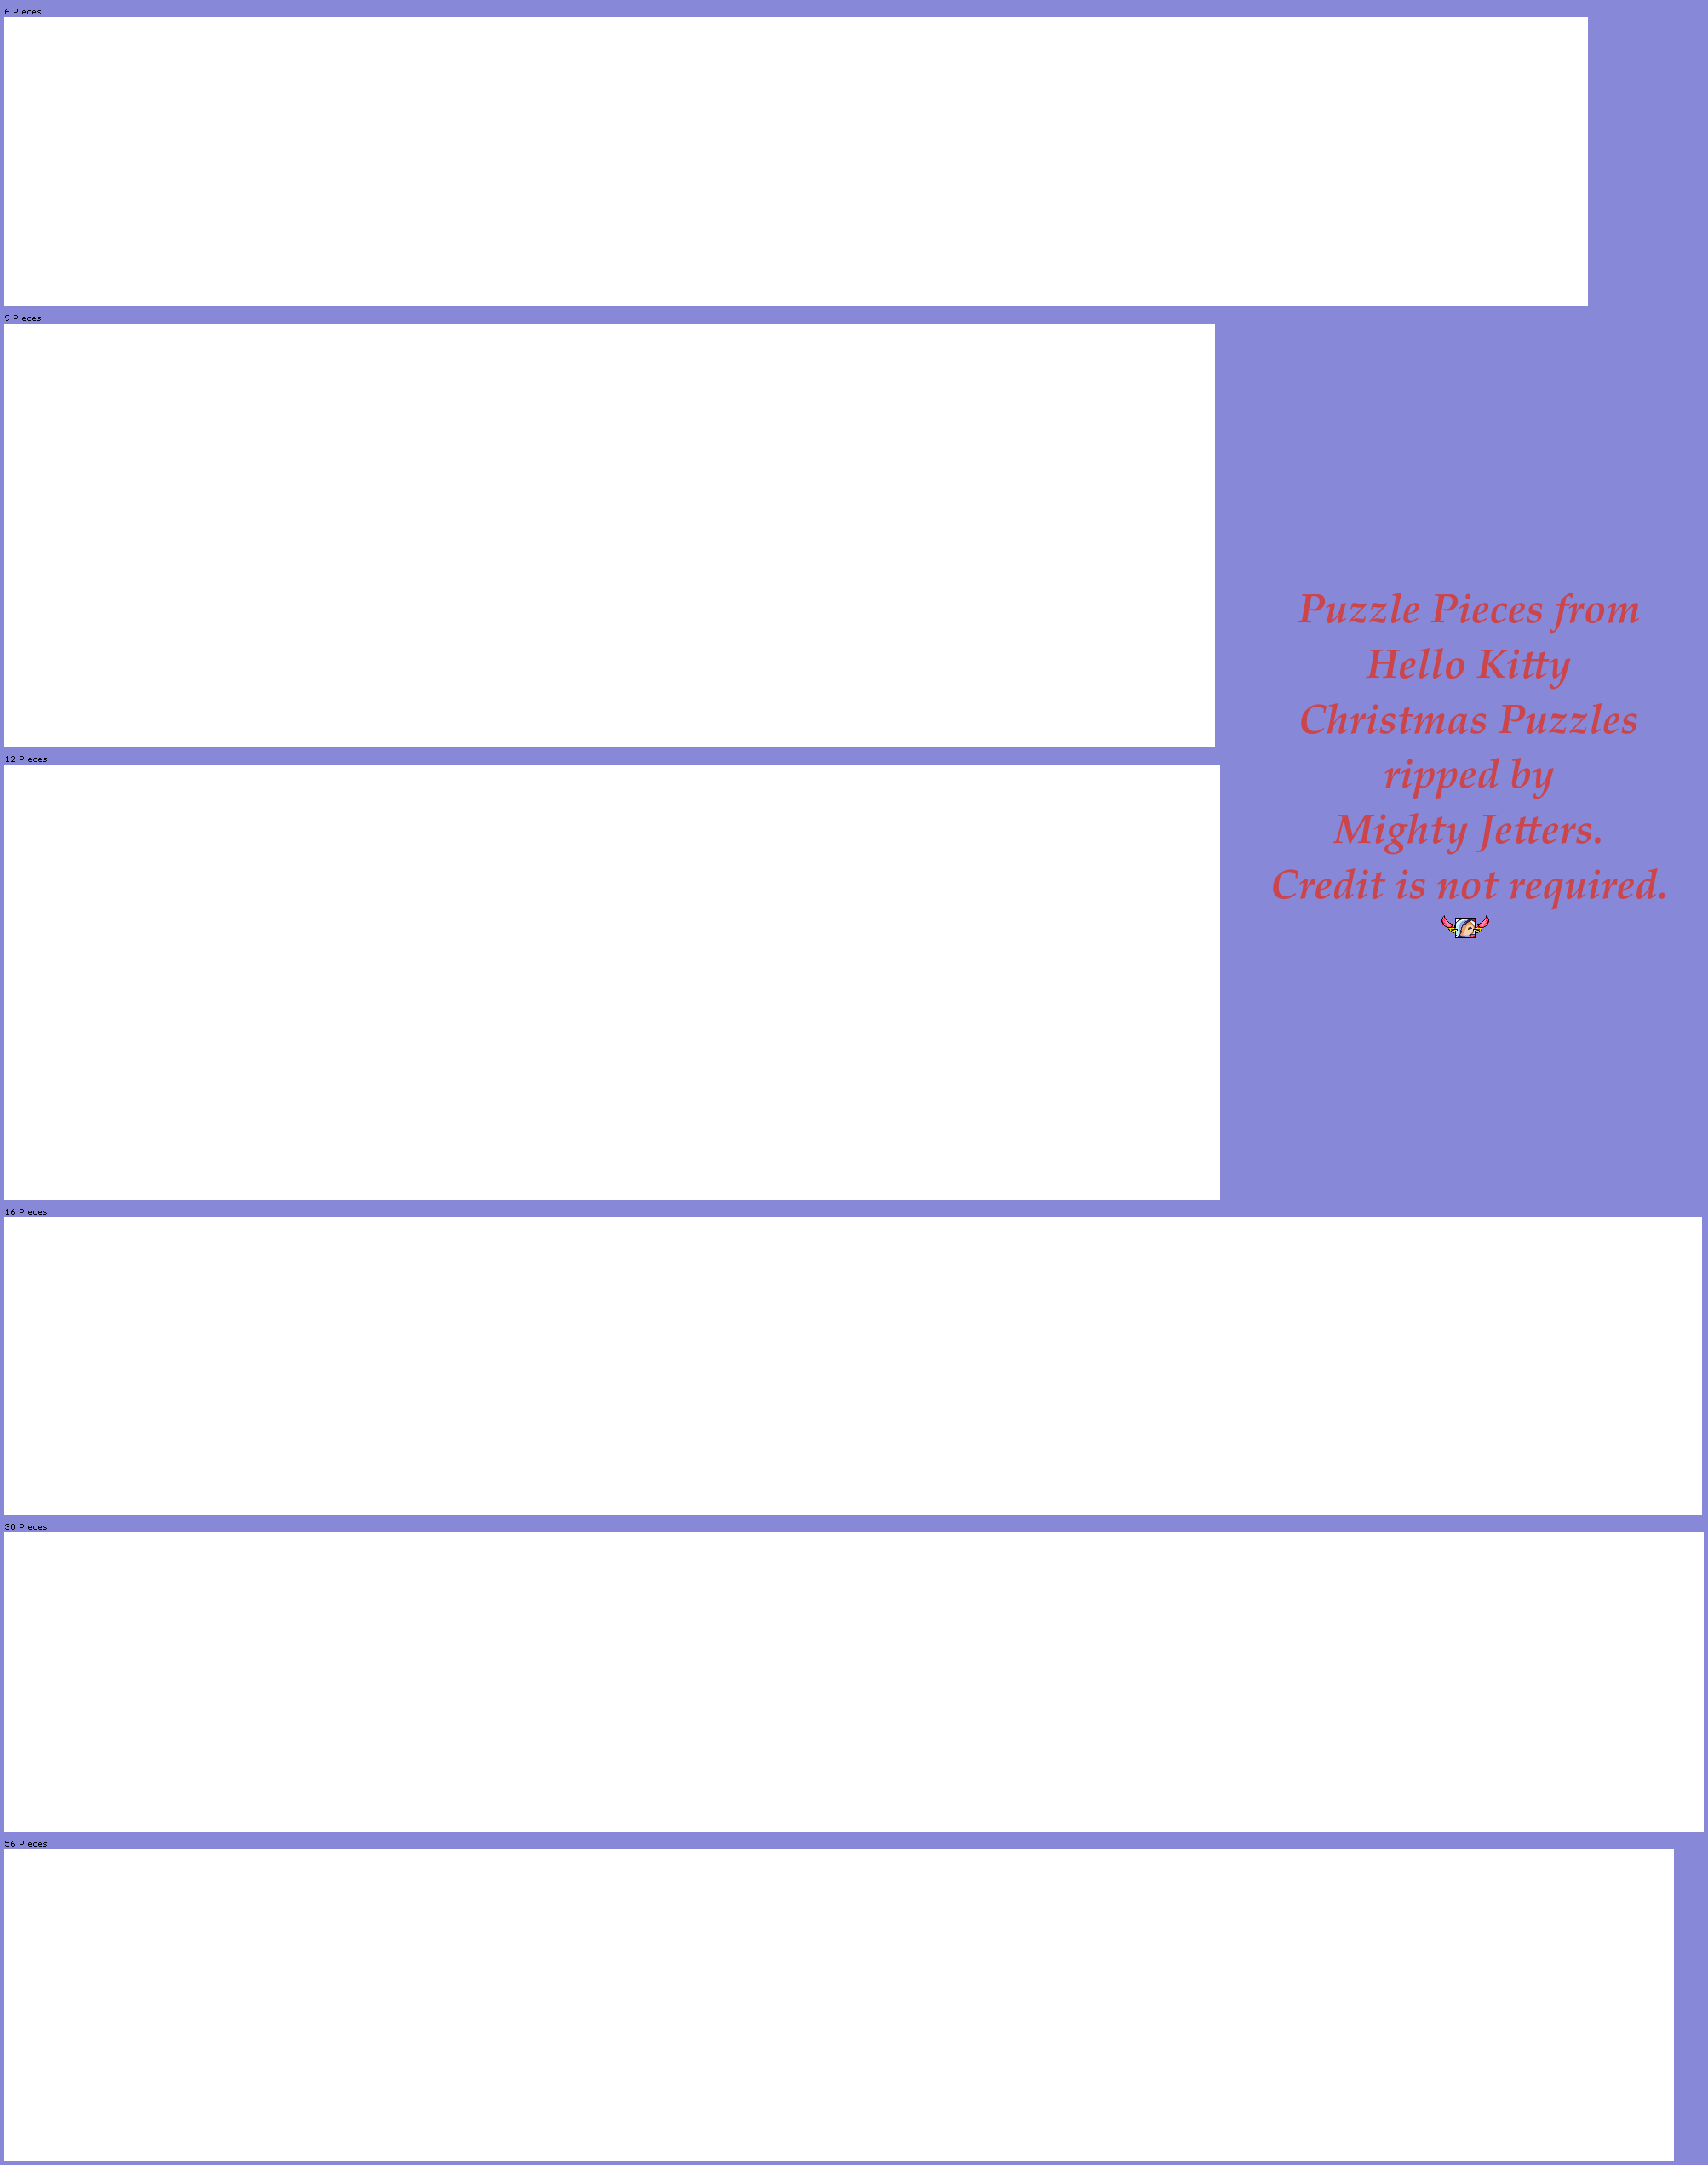 6 Pieces
9 Pieces
Puzzle Pieces from
Hello Kitty
Christmas Puzzles
ripped by
Mighty Jetters.
Credit is not required.
12 Pieces
16 Pieces
30 Pieces
56 Pieces